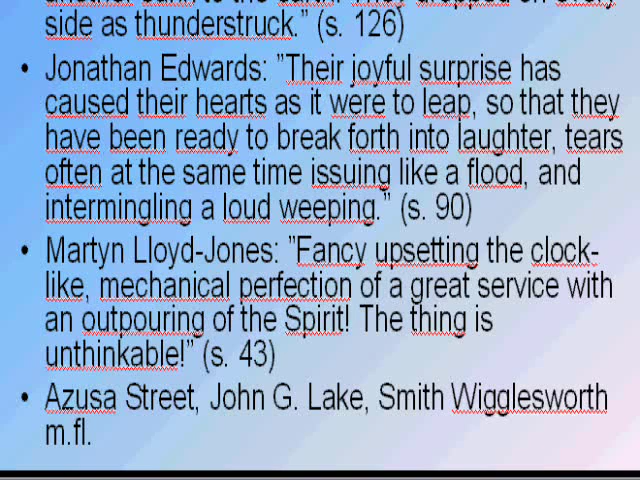 side as thunderstruck.” (s. 126)
• Jonathan Edwards: ”Their joyful surprise has
caused their hearts as it were to leap, so that they
have been ready to break forth into laughter, tears
often at the same time issuing like a flood, and
intermingling a loud weeping.” (s. 90)
• Martyn Lloyd-Jones: ”Fancy upsetting the clock-
like, mechanical perfection of a great service with
an outpouring of the Spirit! The thing is
unthinkable!” (s. 43)
• Azusa Street, John G. Lake, Smith Wigglesworth
m.fl.